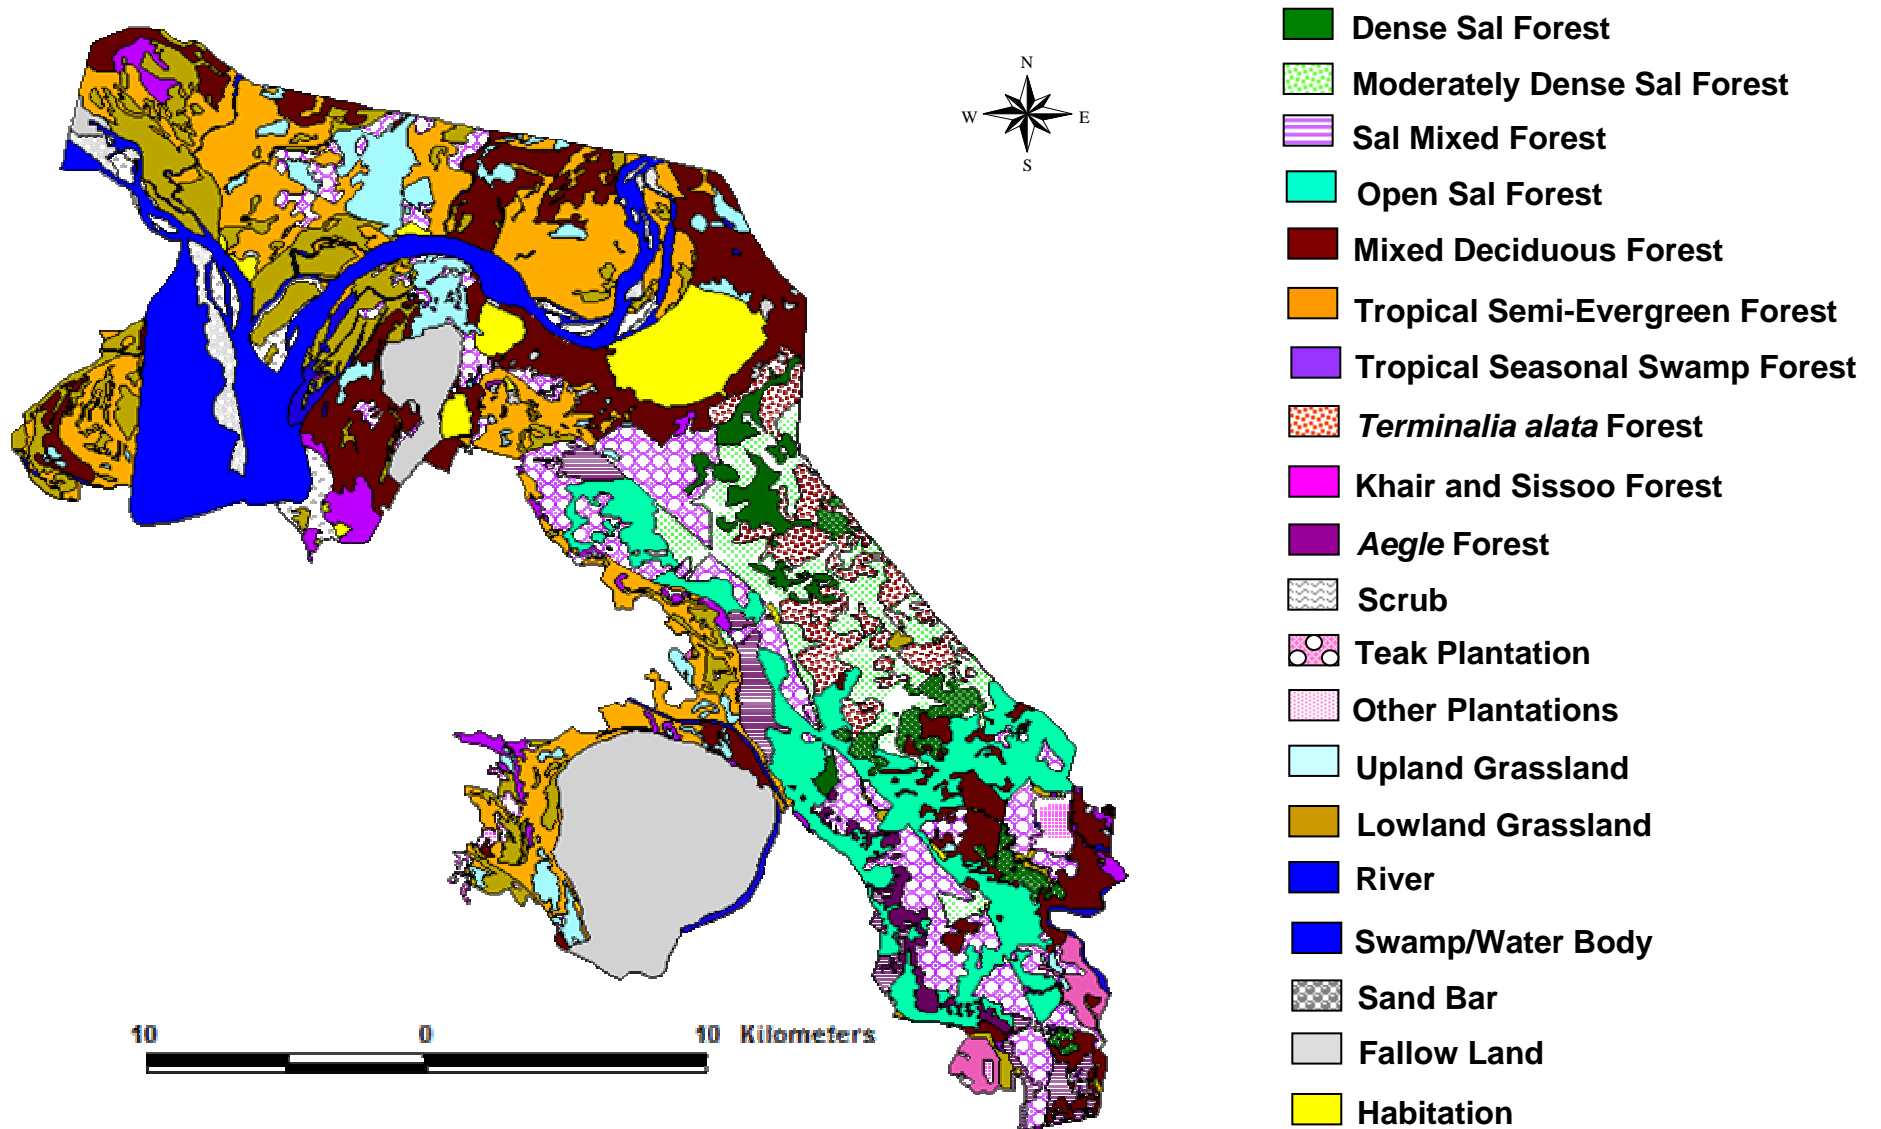 Dense Sal Forest
Moderately Dense Sal Forest
Sal Mixed Forest
Open Sal Forest
Mixed Deciduous Forest
Tropical Semi-Evergreen Forest
Tropical Seasonal Swamp Forest
Terminalia alata Forest
Khair and Sissoo Forest
Aegle Forest
Scrub
Teak Plantation
Other Plantations
Upland Grassland
Lowland Grassland
River
Swamp/Water Body
Sand Bar
Fallow Land
Habitation
N
W E
S
10 0 10 Kilometers